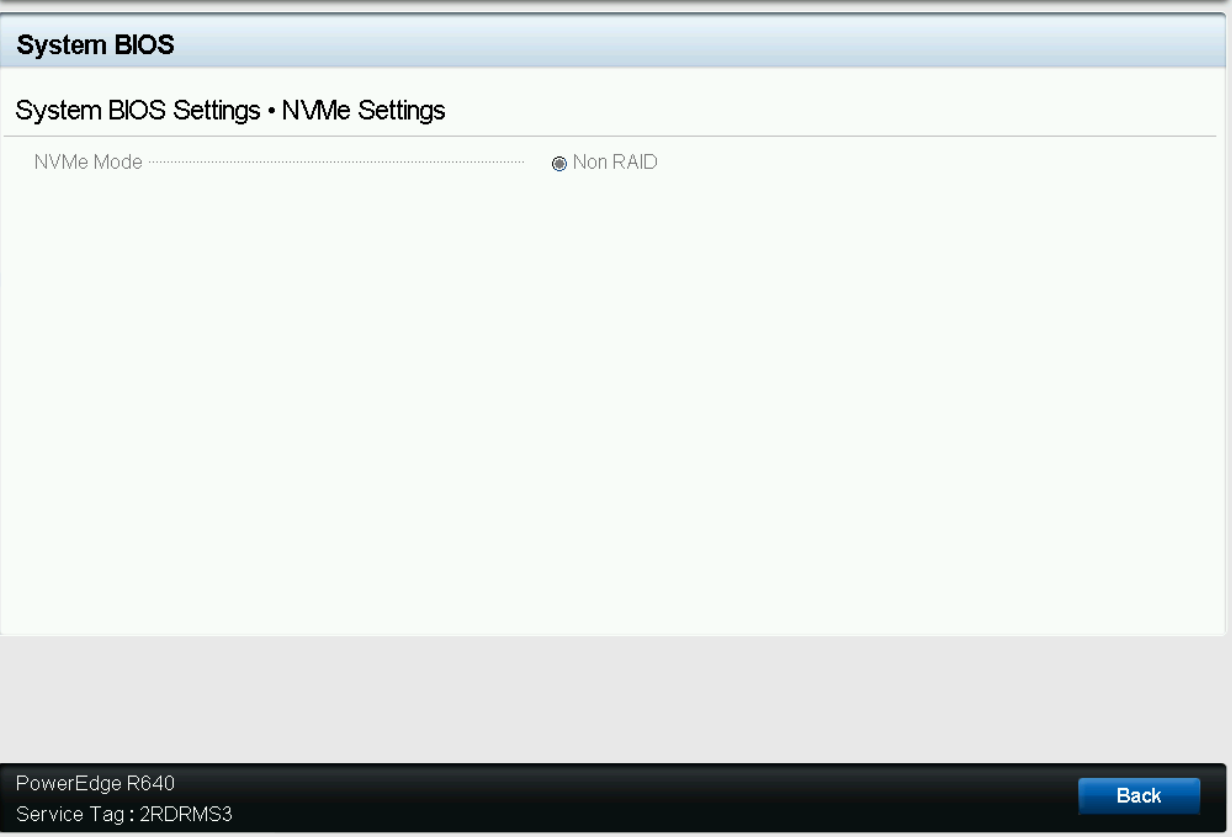 System BIOS
System BIOS Settings • NVMe Settings
NVMe Mode Non RAID
PowerEdge R640
Service Tag : 2RDRMS3
Back